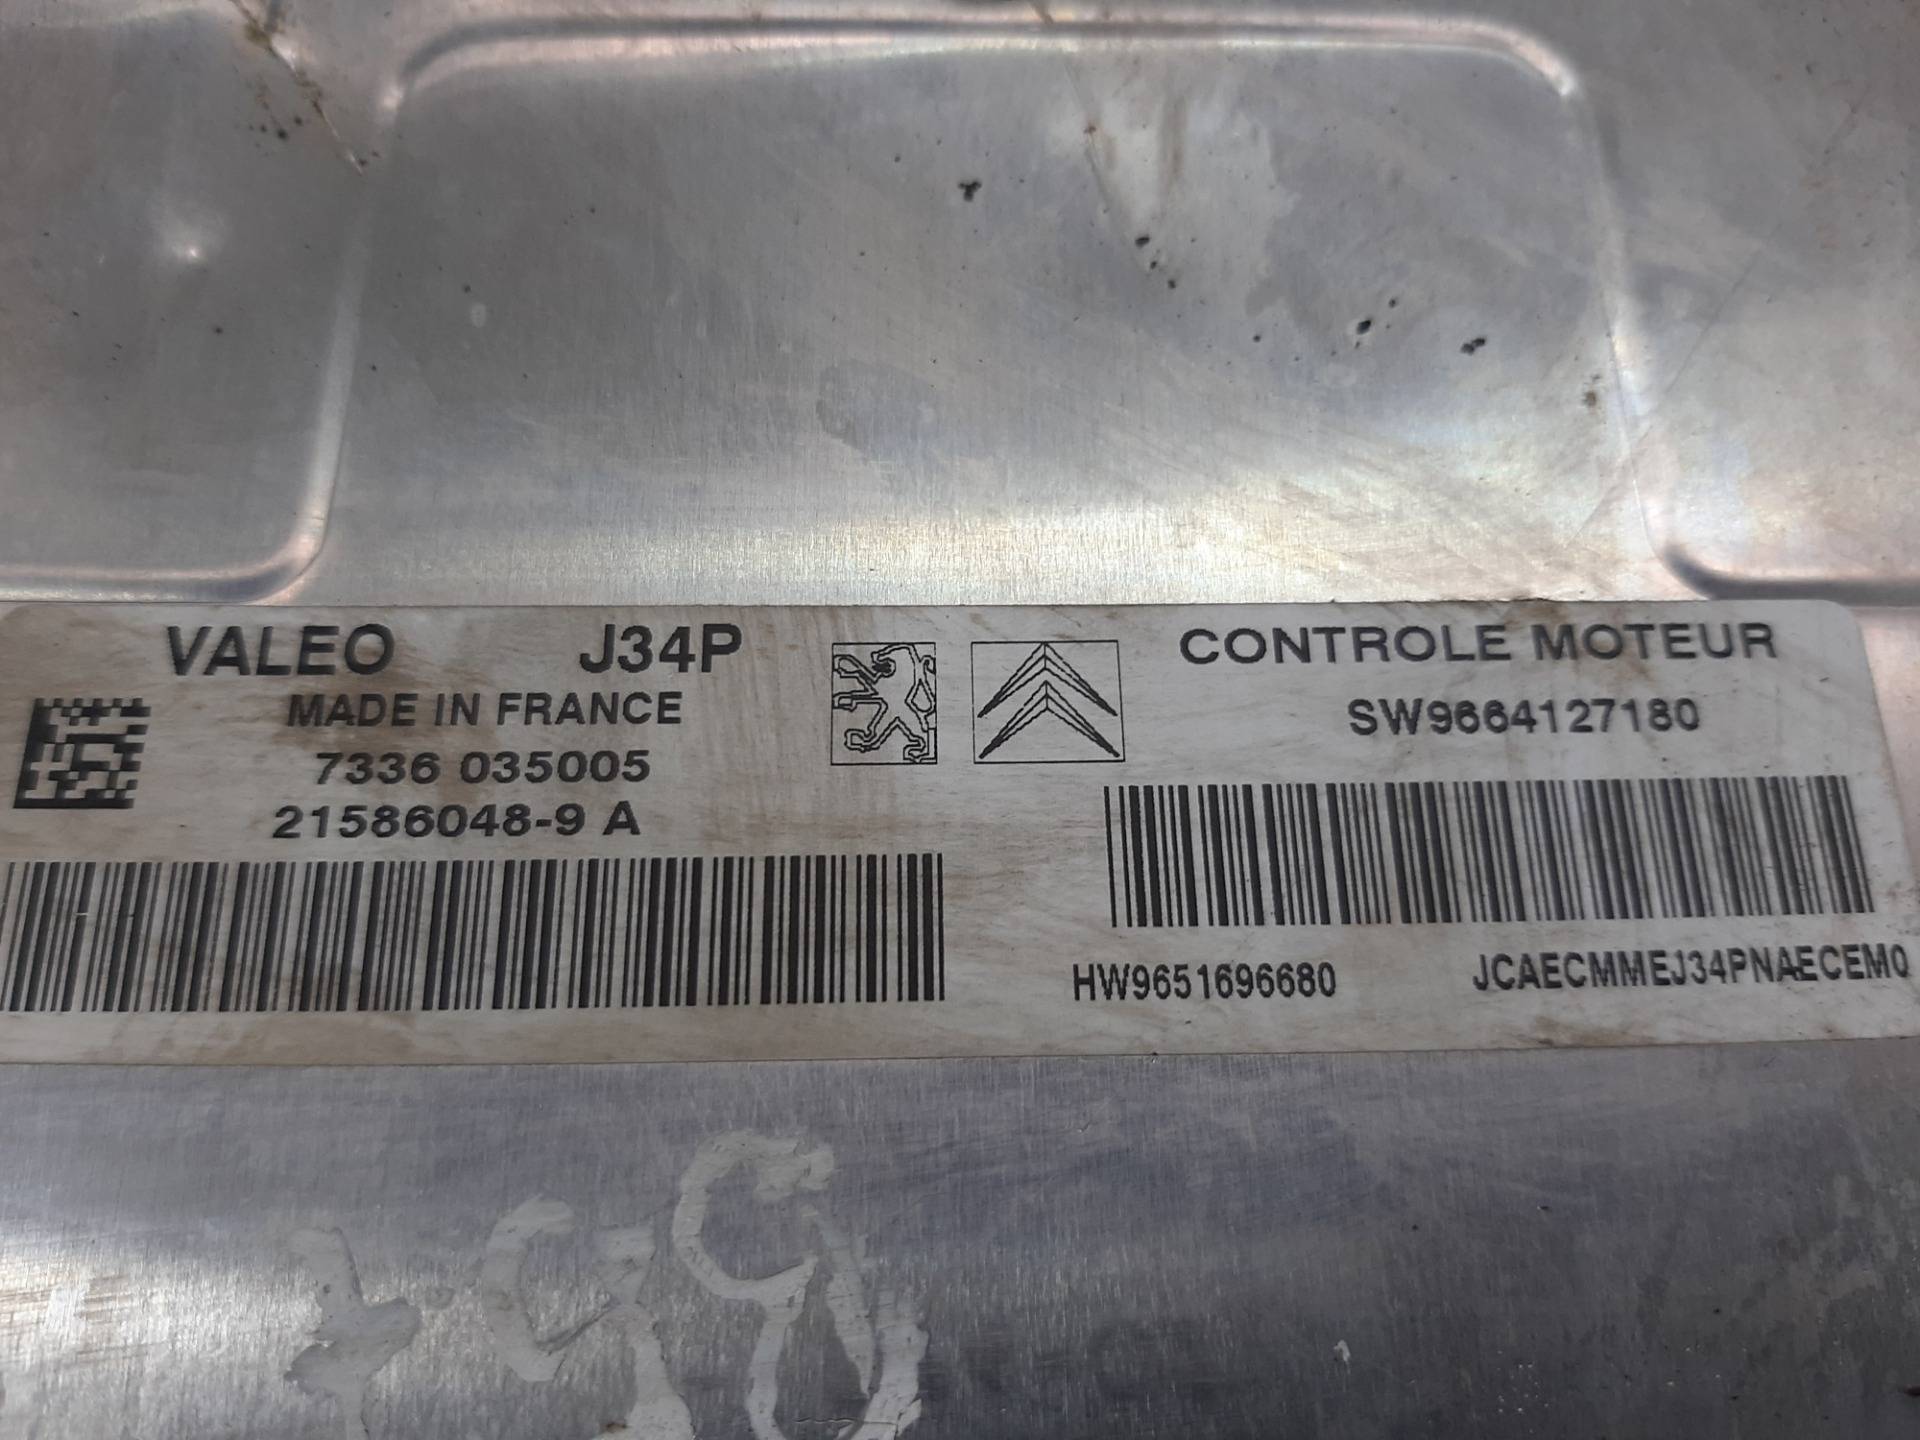 VALEO J34P
MADE IN FRANCE
7336 035005
21586048-9 A
CONTROLE MOTEUR
SW9664127180
HW9651696680 JCAECMMEJ34PNAECEM0